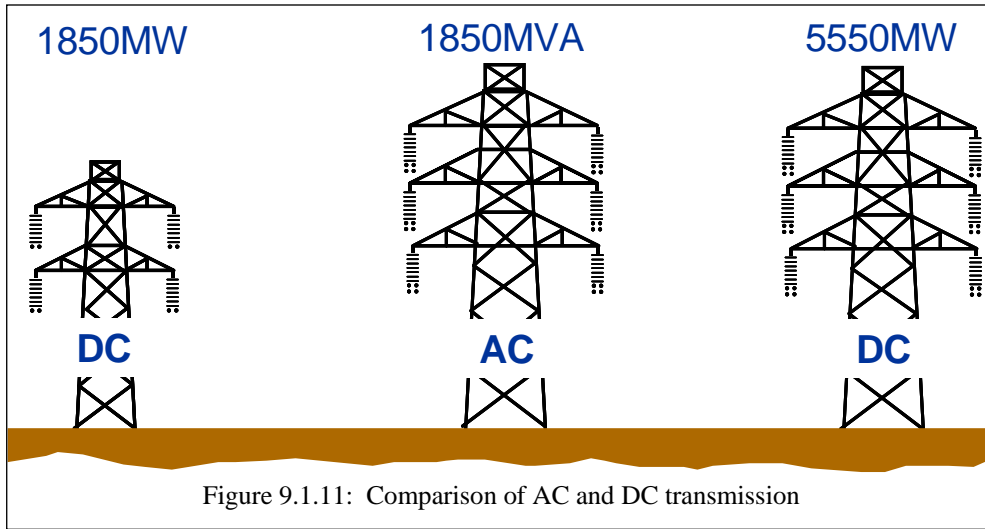 1850MW 1850MVA 5550MW
DC AC DC
Figure 9.1.11: Comparison of AC and DC transmission